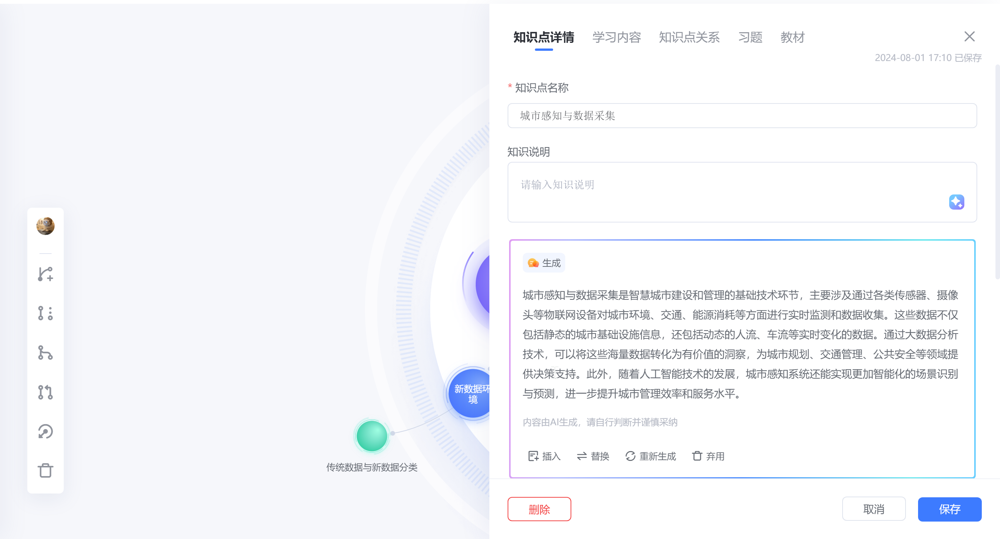 知识点详情 学习内容 知识点关系 习题 教材
2024-08-01 17:10 已保存
* 知识点名称
城市感知与数据采集
知识说明
请输入知识说明
生成
城市感知与数据采集是智慧城市建设和管理的基础技术环节，主要涉及通过各类传感器、摄像
头等物联网设备对城市环境、交通、能源消耗等方面进行实时监测和数据收集。这些数据不仅
包括静态的城市基础设施信息，还包括动态的人流、车流等实时变化的数据。通过大数据分析
技术，可以将这些海量数据转化为有价值的洞察，为城市规划、交通管理、公共安全等领域提
供决策支持。此外，随着人工智能技术的发展，城市感知系统还能实现更加智能化的场景识别
与预测，进一步提升城市管理效率和服务水平。
内容由AI生成，请自行判断并谨慎采纳
插入 替换 重新生成 弃用
删除 取消 保存
新数据环
境
传统数据与新数据分类